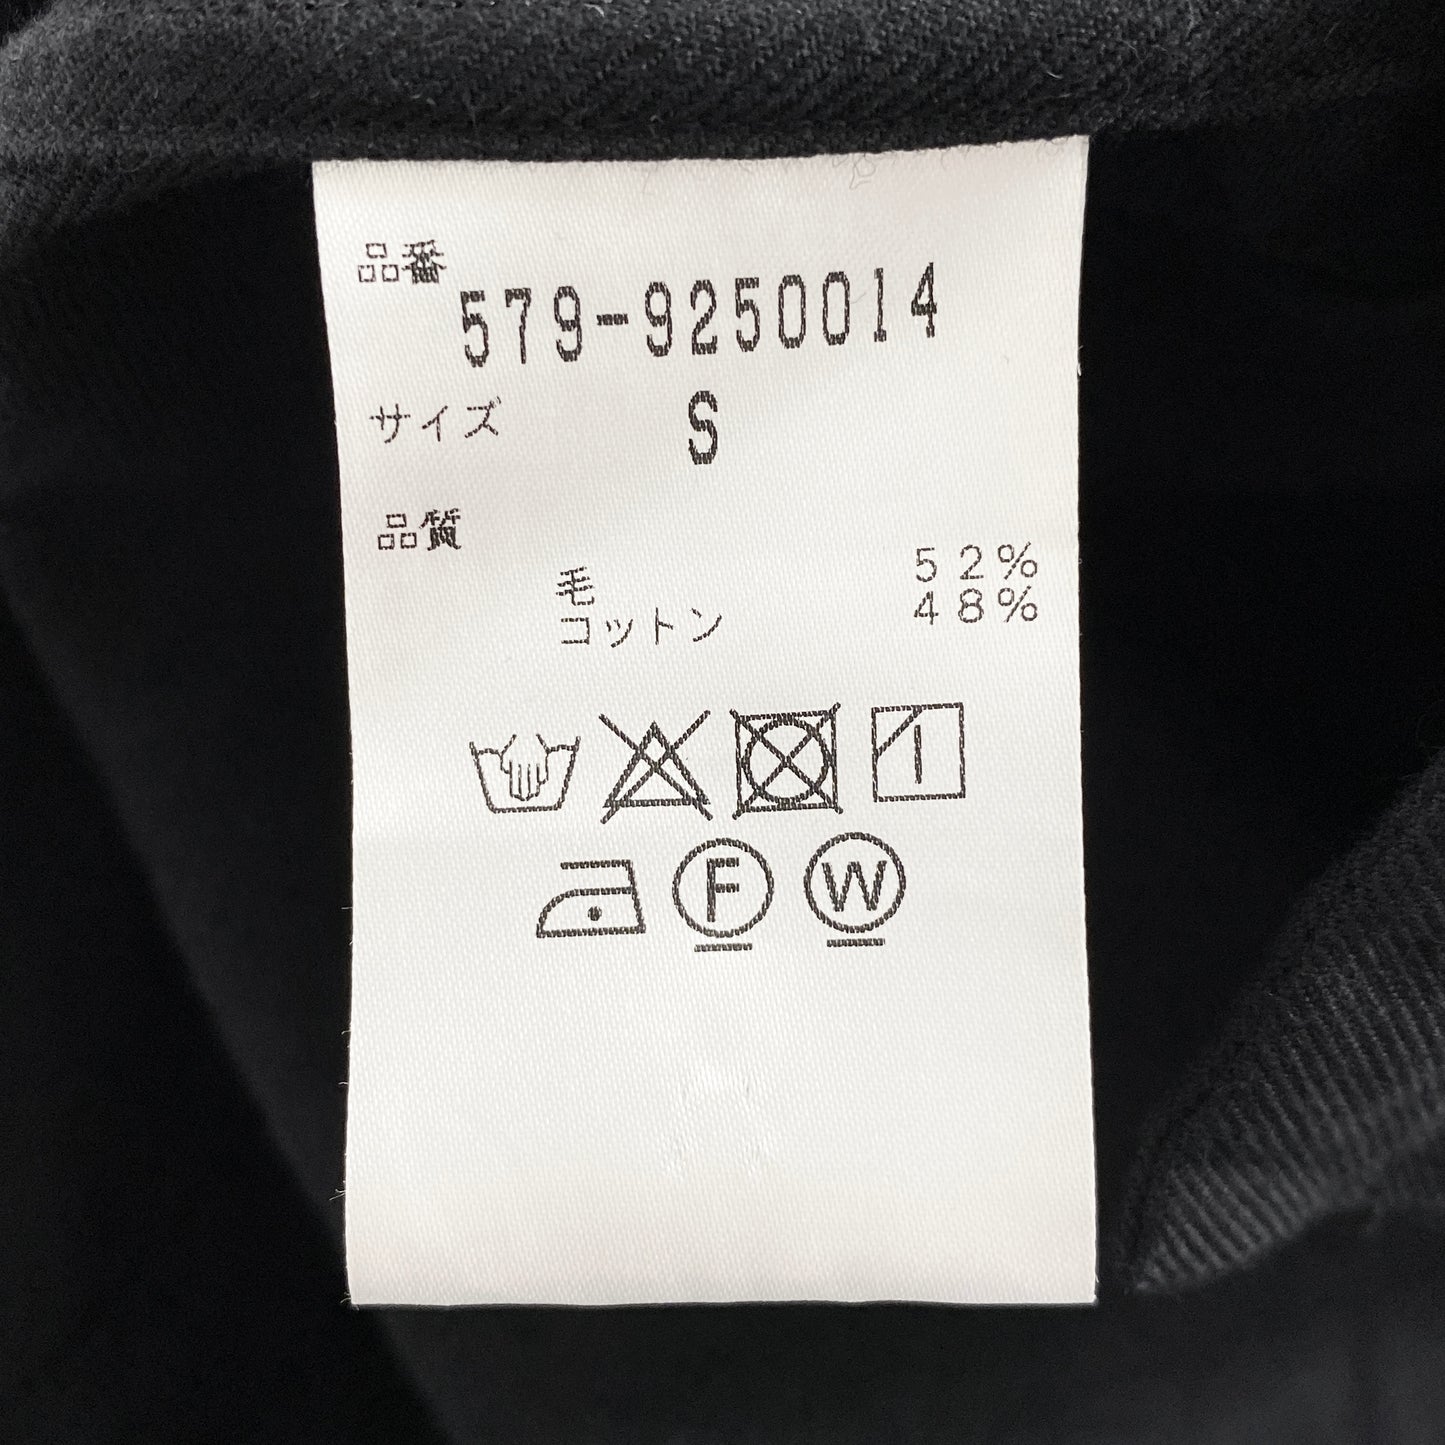 品番
579-9250014
サイズ S
品質
毛 52%
コットン 48%
F W